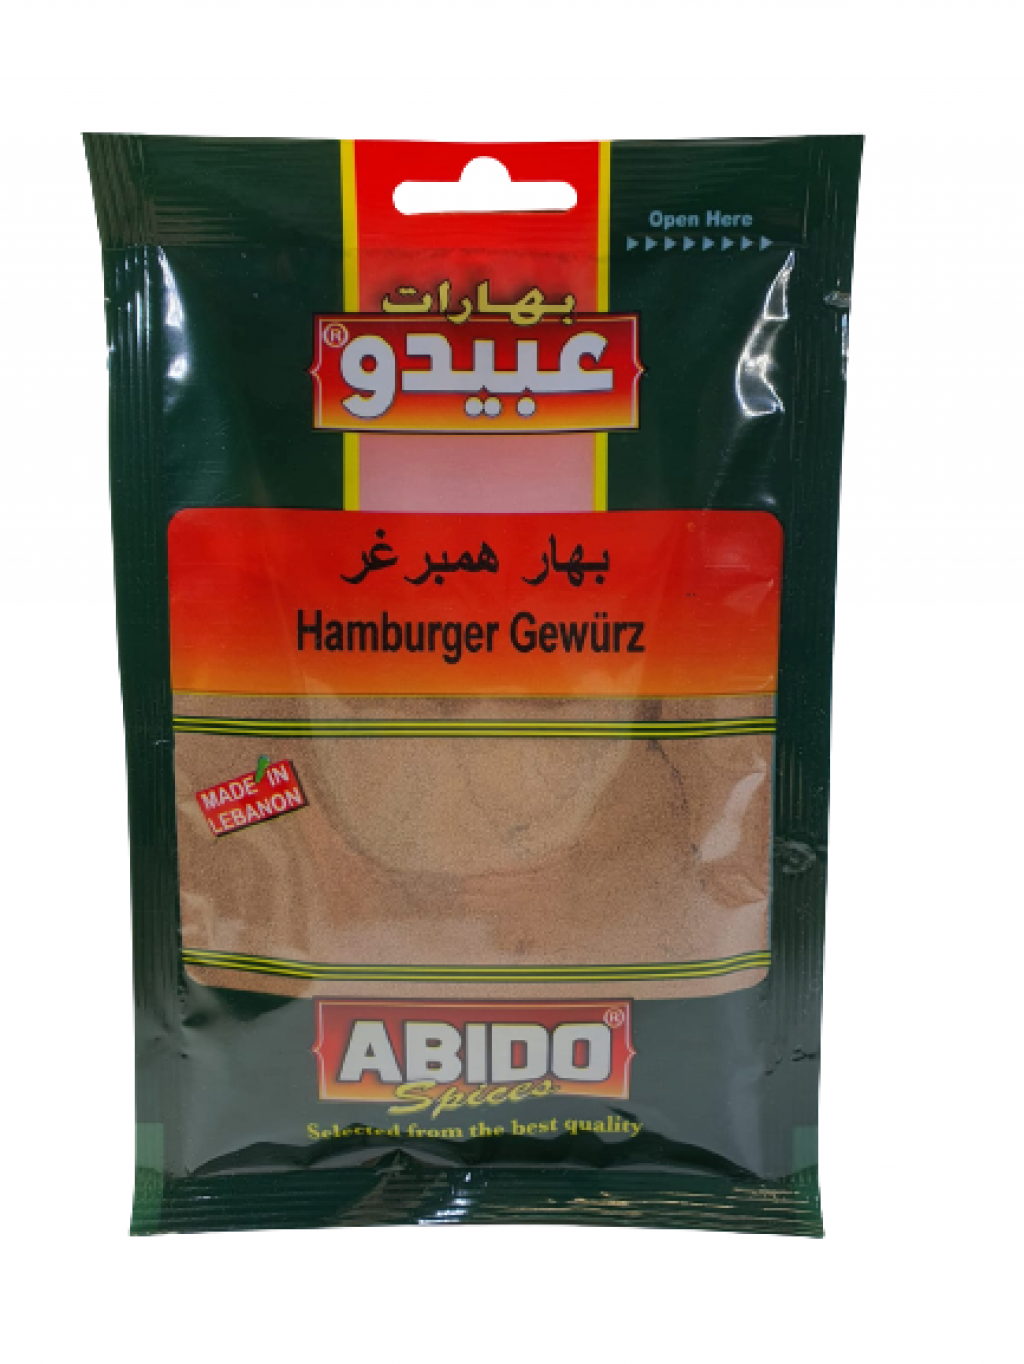 Open Here
بهارات
عبيدو®
بهار همبرغر
Hamburger Gewürz
MADE IN
LEBANON
ABIDO®
Spices
Selected from the best quality